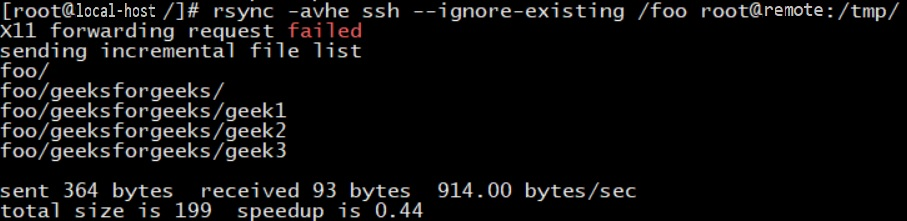 [root@local-host /]# rsync -avhe ssh --ignore-existing /foo root@remote:/tmp/
X11 forwarding request failed
sending incremental file list
foo/
foo/geeksforgeeks/
foo/geeksforgeeks/geek1
foo/geeksforgeeks/geek2
foo/geeksforgeeks/geek3
sent 364 bytes  received 93 bytes  914.00 bytes/sec
total size is 199  speedup is 0.44